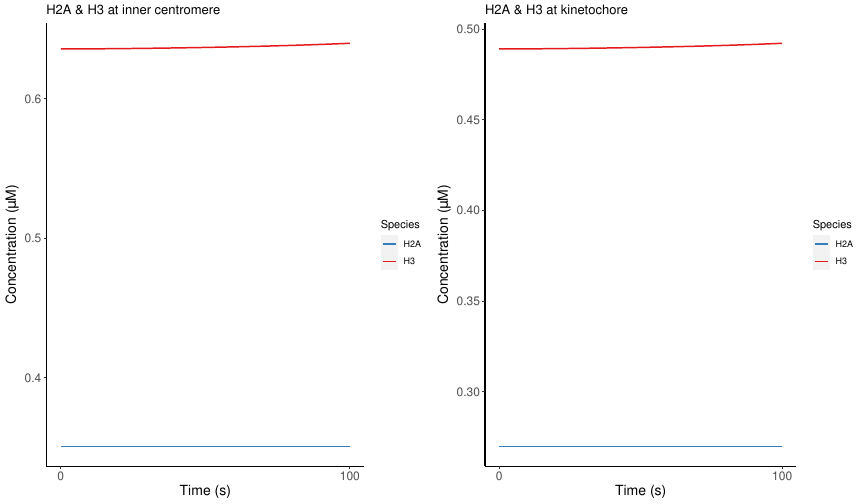 H2A & H3 at inner centromere
Concentration (µM)
0.6
0.5
0.4
0
100
Time (s)
Species
H2A
H3
H2A & H3 at kinetochore
Concentration (µM)
0.50
0.45
0.40
0.35
0.30
0
100
Time (s)
Species
H2A
H3